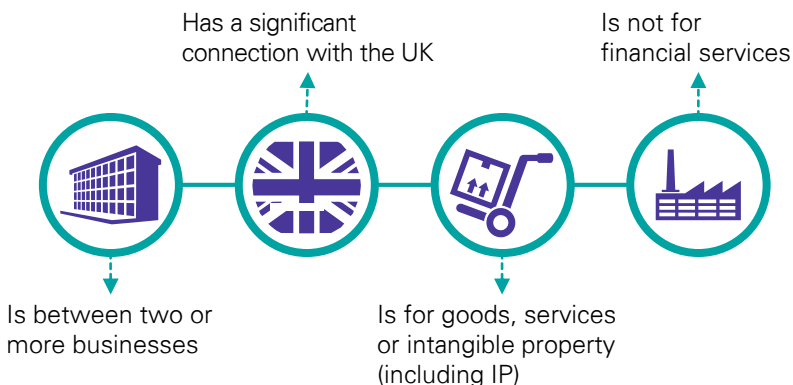 Has a significant
connection with the UK
Is not for
financial services
Is between two or
more businesses
Is for goods, services
or intangible property
(including IP)